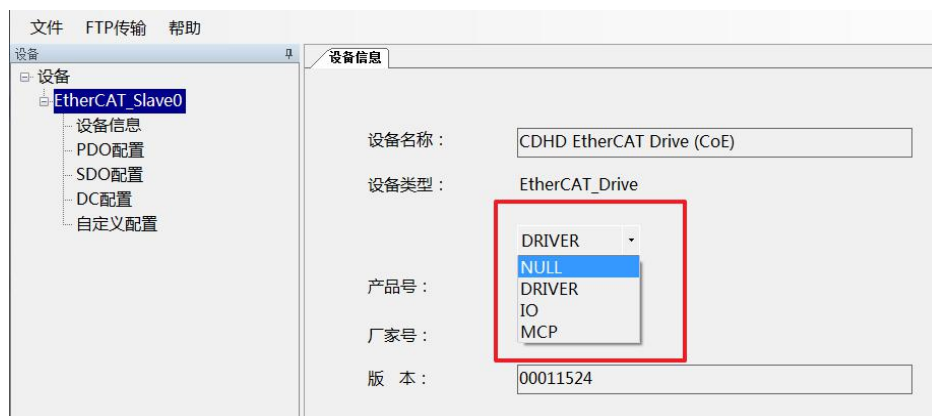 文件 FTP传输 帮助
设备
设备信息
设备
EtherCAT_Slave0
设备信息
PDO配置
SDO配置
DC配置
自定义配置
设备名称： CDHD EtherCAT Drive (CoE)
设备类型： EtherCAT_Drive
DRIVER
NULL
DRIVER
IO
MCP
产品号：
厂家号：
版 本： 00011524